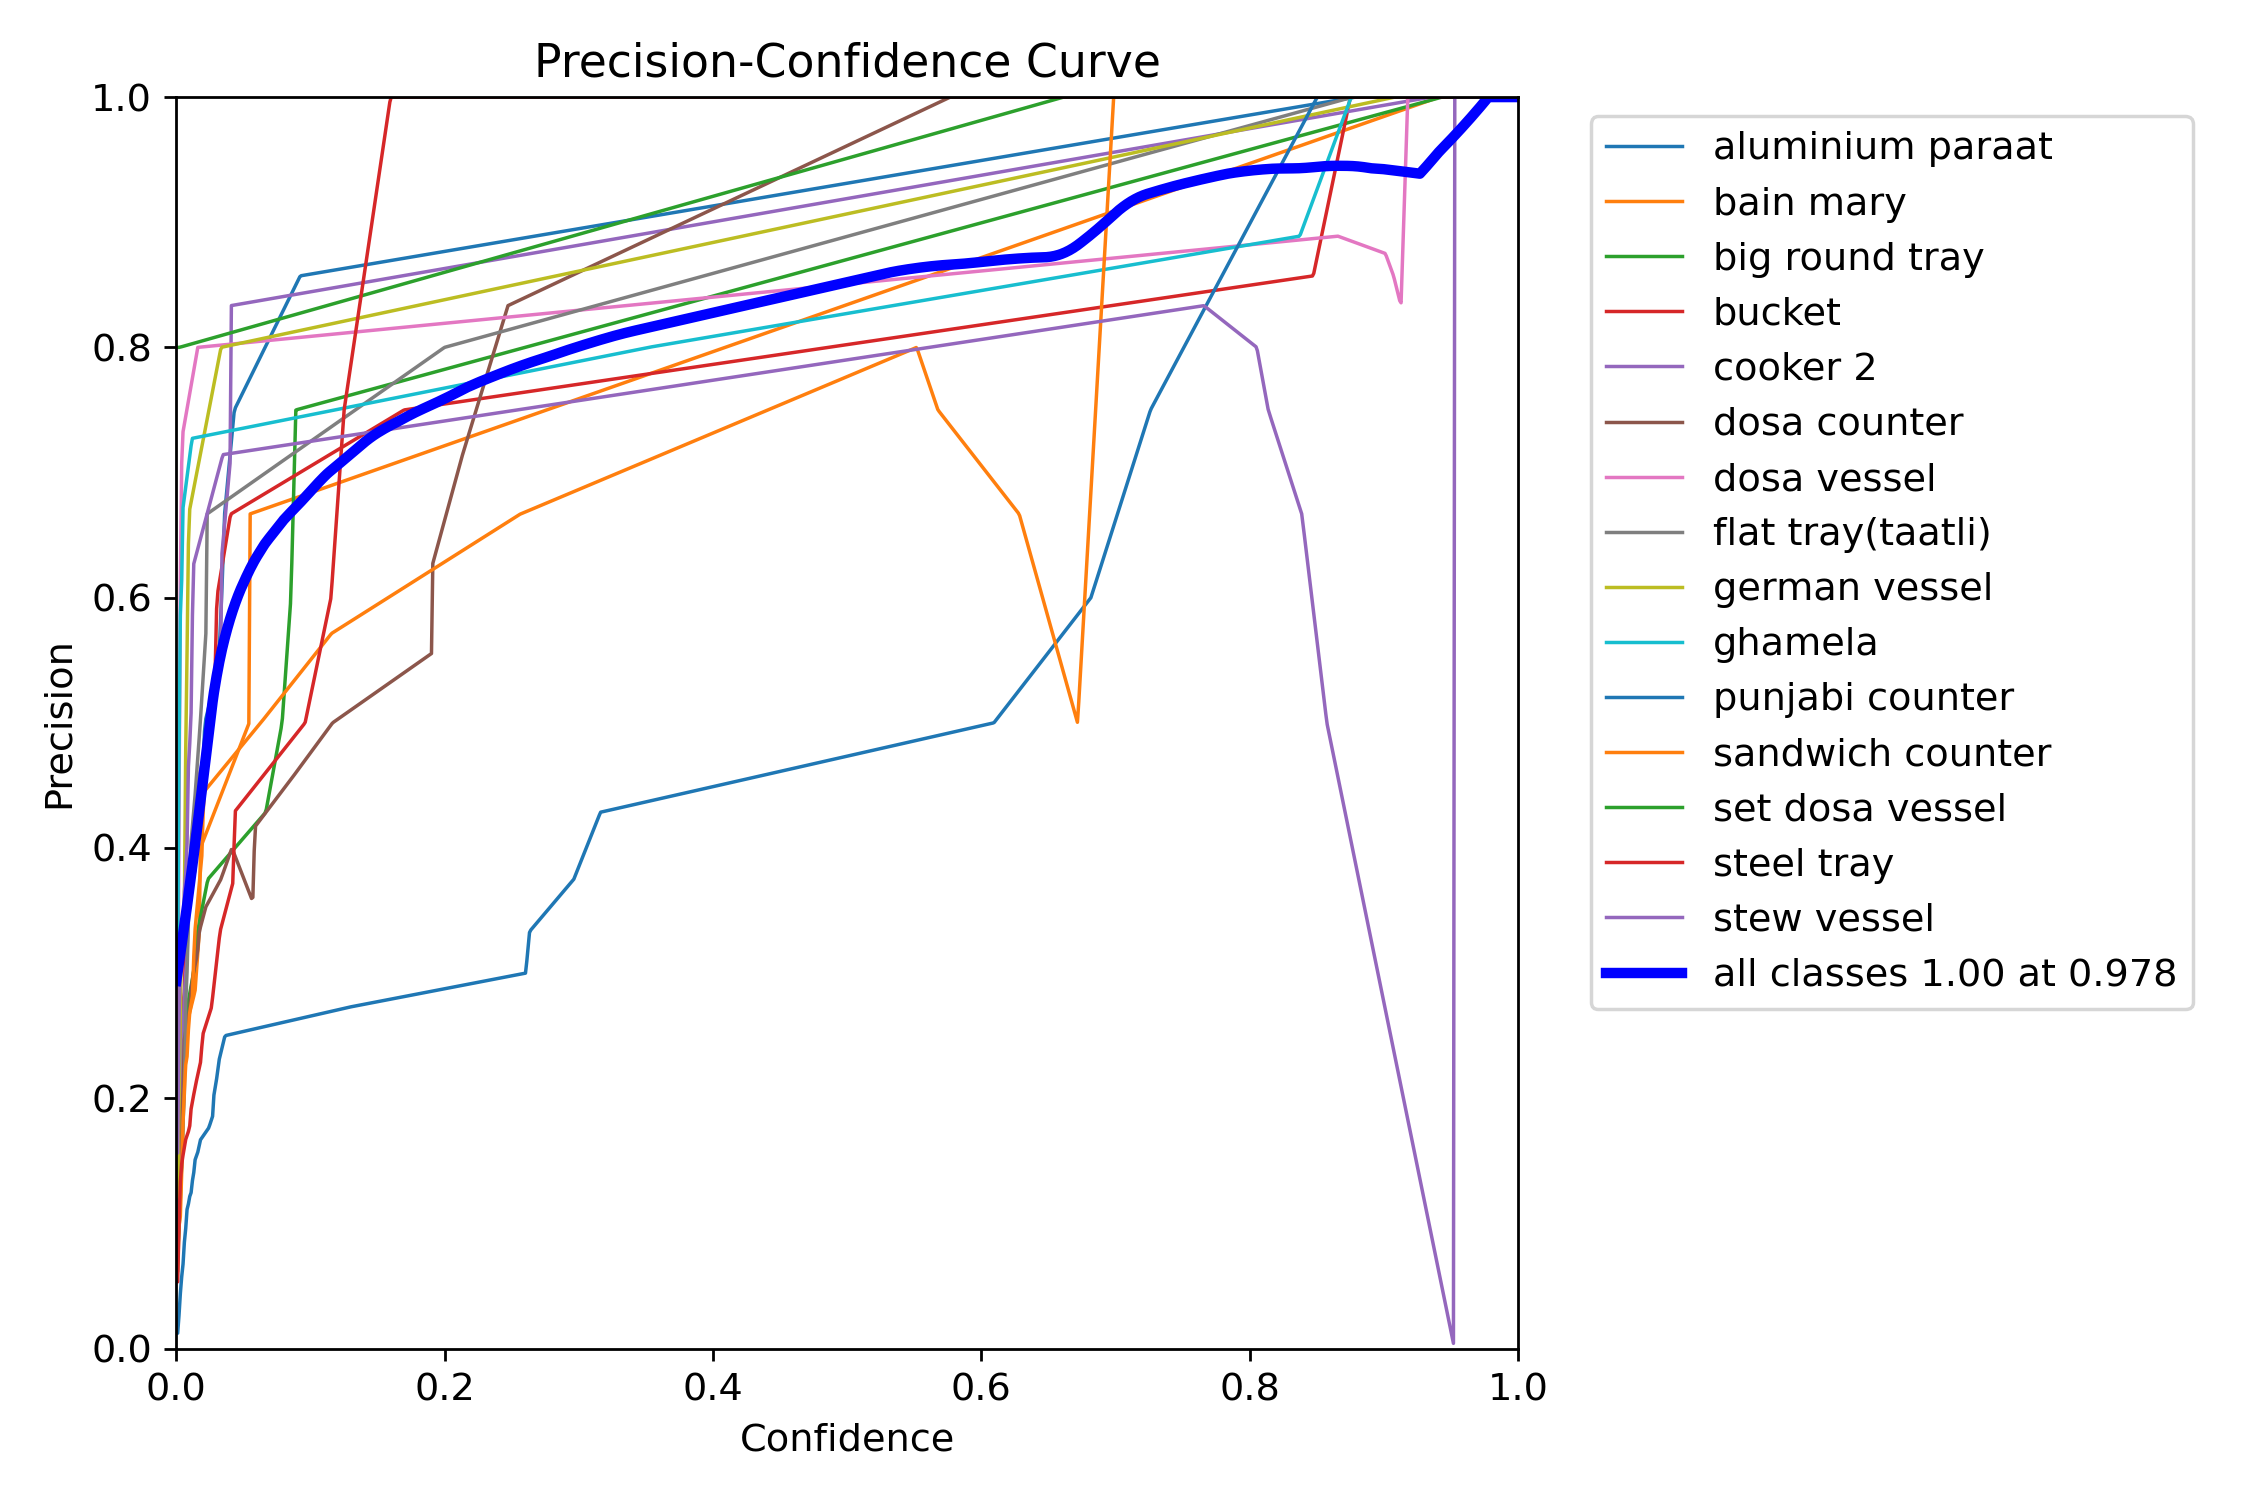 Precision-Confidence Curve
1.0
0.8
0.6
0.4
0.2
0.0
Precision
0.0 0.2 0.4 0.6 0.8 1.0
Confidence
aluminium paraat
bain mary
big round tray
bucket
cooker 2
dosa counter
dosa vessel
flat tray(taatli)
german vessel
ghamela
punjabi counter
sandwich counter
set dosa vessel
steel tray
stew vessel
all classes 1.00 at 0.978